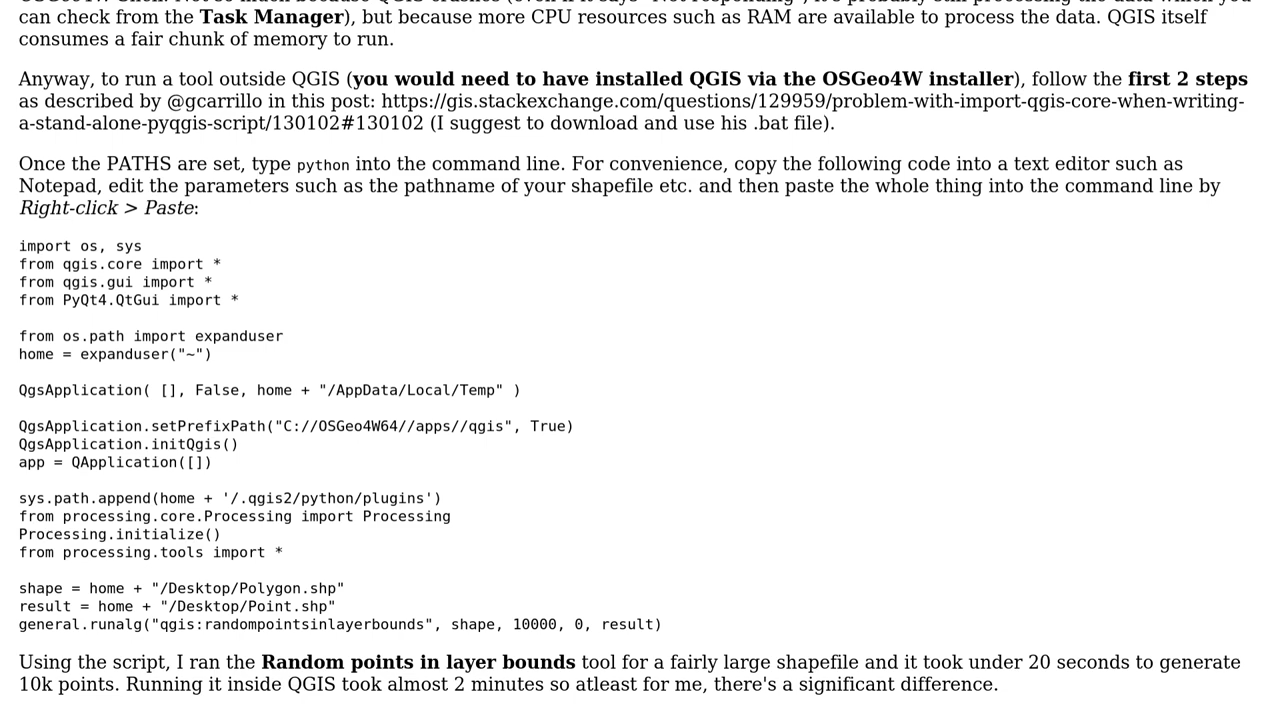 can check from the Task Manager), but because more CPU resources such as RAM are available to process the data. QGIS itself
consumes a fair chunk of memory to run.
Anyway, to run a tool outside QGIS (you would need to have installed QGIS via the OSGeo4W installer), follow the first 2 steps
as described by @gcarrillo in this post: https://gis.stackexchange.com/questions/129959/problem-with-import-qgis-core-when-writing-
a-stand-alone-pyqgis-script/130102#130102 (I suggest to download and use his .bat file).
Once the PATHS are set, type python into the command line. For convenience, copy the following code into a text editor such as
Notepad, edit the parameters such as the pathname of your shapefile etc. and then paste the whole thing into the command line by
Right-click > Paste:
import os, sys
from qgis.core import *
from qgis.gui import *
from PyQt4.QtGui import *
from os.path import expanduser
home = expanduser("~")
QgsApplication( [], False, home + "/AppData/Local/Temp" )
QgsApplication.setPrefixPath("C://OSGeo4W64//apps//qgis", True)
QgsApplication.initQgis()
app = QApplication([])
sys.path.append(home + '/.qgis2/python/plugins')
from processing.core.Processing import Processing
Processing.initialize()
from processing.tools import *
shape = home + "/Desktop/Polygon.shp"
result = home + "/Desktop/Point.shp"
general.runalg("qgis:randompointsinlayerbounds", shape, 10000, 0, result)
Using the script, I ran the Random points in layer bounds tool for a fairly large shapefile and it took under 20 seconds to generate
10k points. Running it inside QGIS took almost 2 minutes so atleast for me, there's a significant difference.